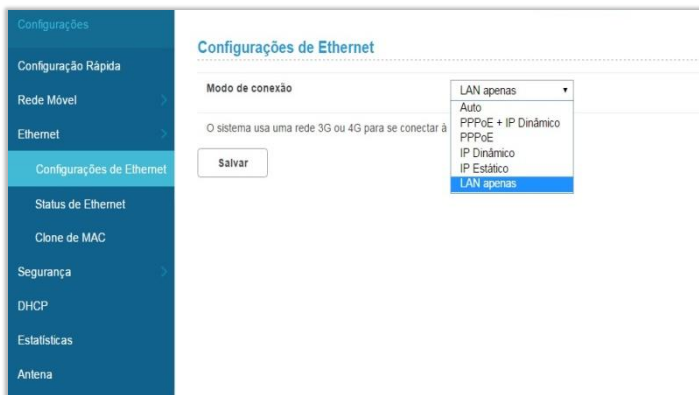 Configurações
Configuração Rápida
Rede Móvel
Ethernet
Configurações de Ethernet
Status de Ethernet
Clone de MAC
Segurança
DHCP
Estatísticas
Antena
Configurações de Ethernet
Modo de conexão
LAN apenas
Auto
PPPoE + IP Dinâmico
PPPoE
IP Dinâmico
IP Estático
LAN apenas
O sistema usa uma rede 3G ou 4G para se conectar à
Salvar